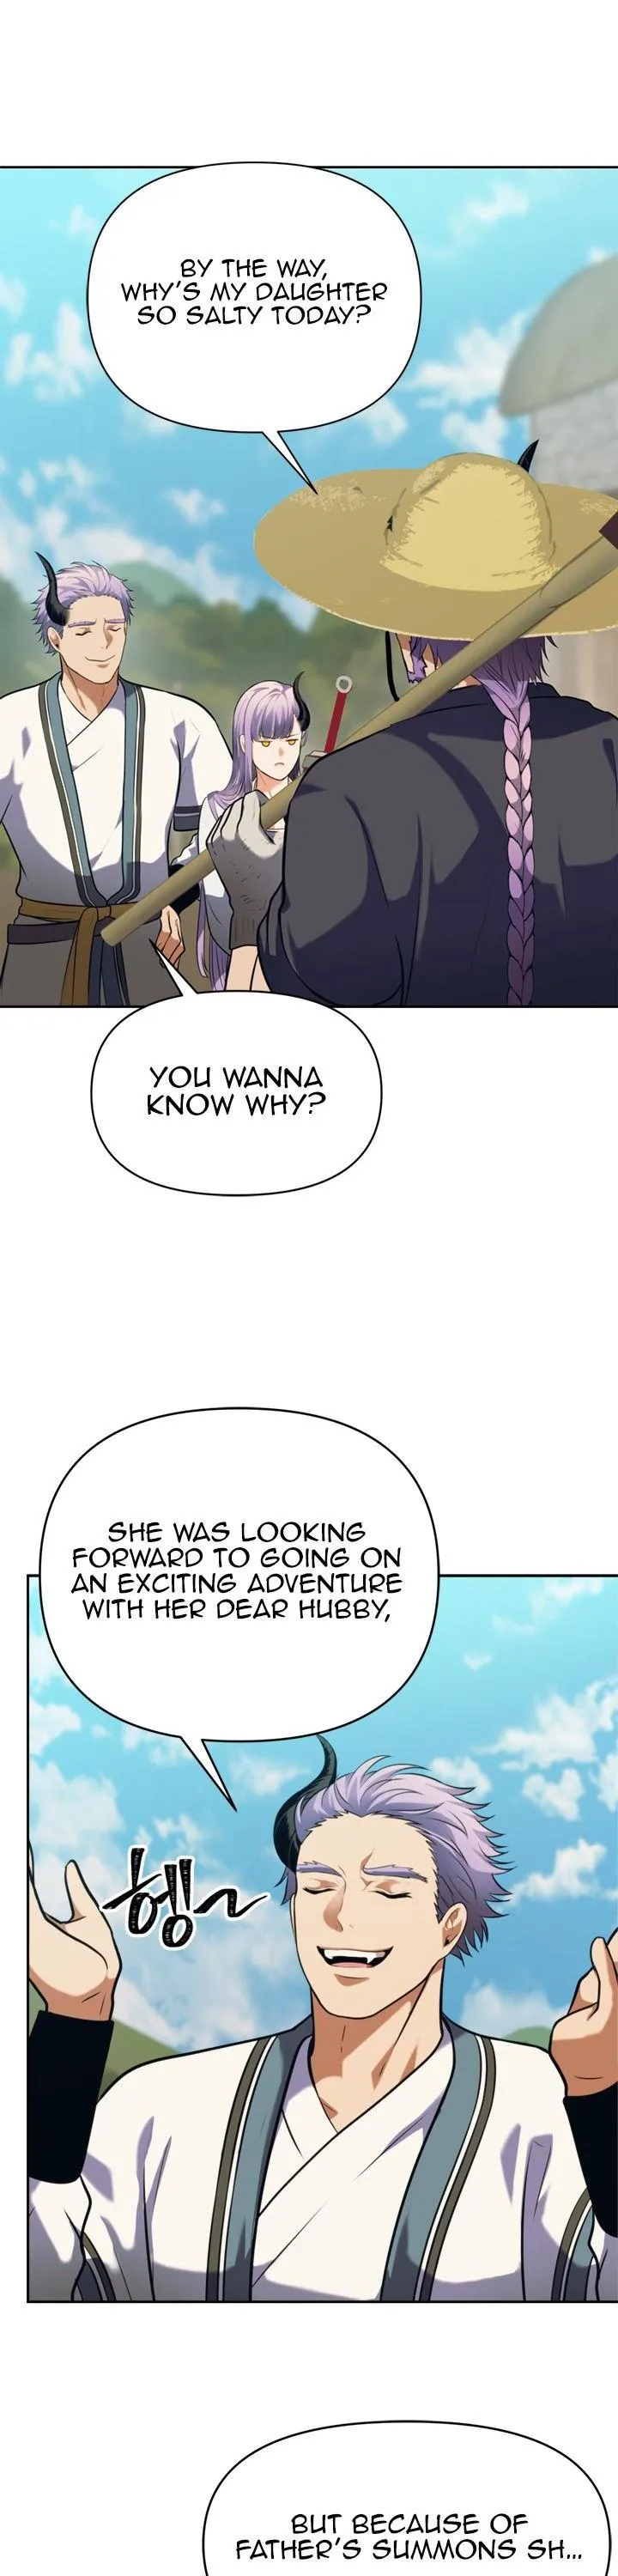 BY THE WAY,
WHY'S MY DAUGHTER
SO SALTY TODAY?
YOU WANNA
KNOW WHY?
SHE WAS LOOKING
FORWARD TO GOING ON
AN EXCITING ADVENTURE
WITH HER DEAR HUBBY,
헹~
BUT BECAUSE OF
FATHER'S SUMMONS SH...